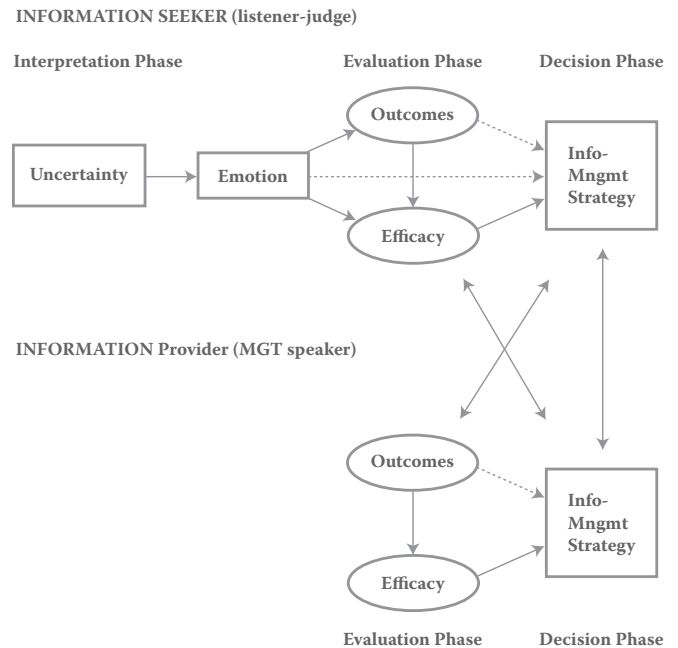 INFORMATION SEEKER (listener-judge)
Interpretation Phase
Evaluation Phase
Decision Phase
Outcomes
Uncertainty
Emotion
Info-
Mngmt
Strategy
Efficacy
INFORMATION Provider (MGT speaker)
Outcomes
Info-
Mngmt
Strategy
Efficacy
Evaluation Phase
Decision Phase